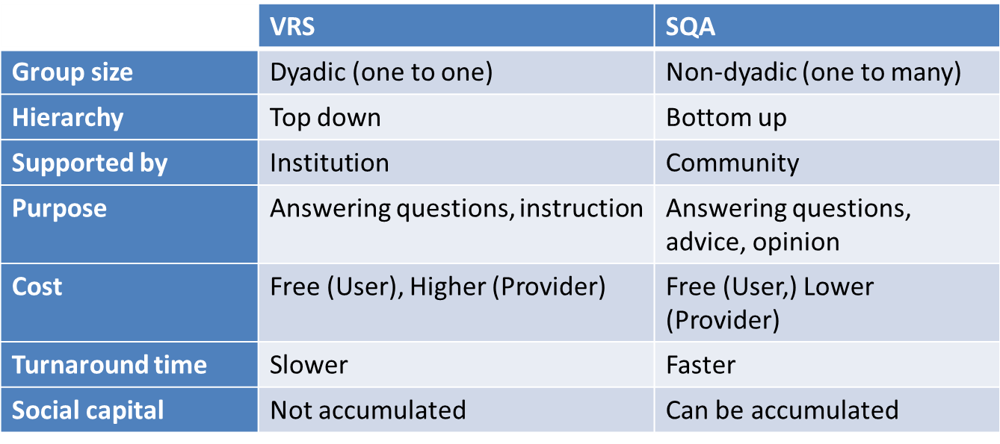 VRS SQA
Group size Dyadic (one to one) Non-dyadic (one to many)
Hierarchy Top down Bottom up
Supported by Institution Community
Purpose Answering questions, instruction Answering questions,
advice, opinion
Cost Free (User), Higher (Provider) Free (User,) Lower
(Provider)
Turnaround time Slower Faster
Social capital Not accumulated Can be accumulated